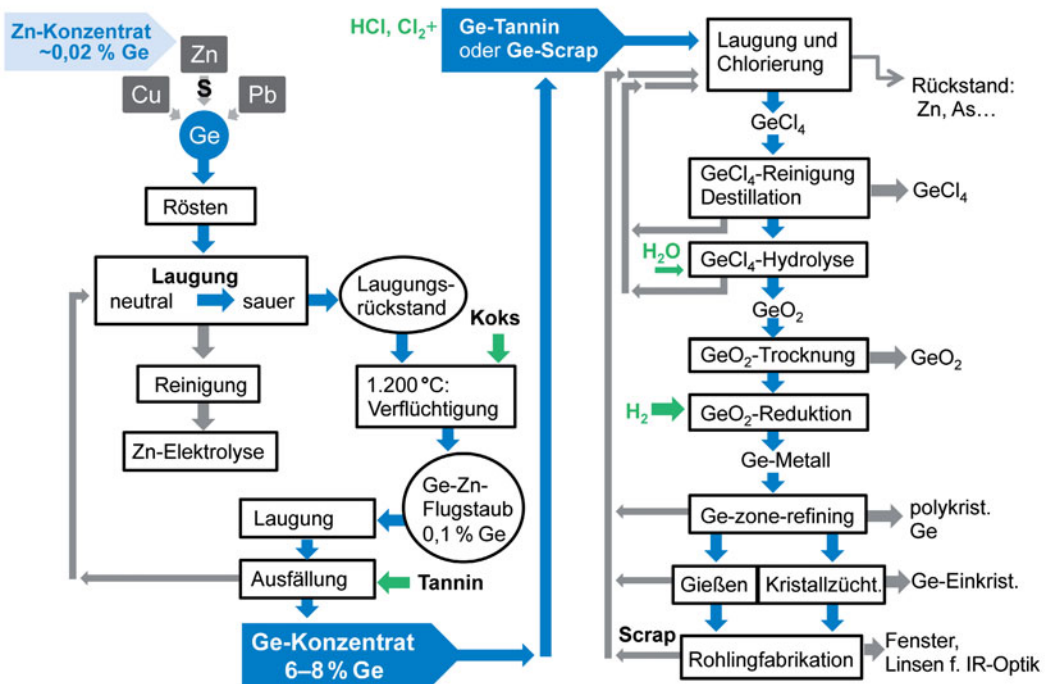 Zn-Konzentrat
~0,02 % Ge
Zn
S
Cu
Pb
Ge
Rösten
Laugung
neutral
sauer
Laugungs-
rückstand
Koks
Reinigung
Zn-Elektrolyse
1.200 °C:
Verflüchtigung
Ge-Zn-
Flugstaub
0,1 % Ge
Laugung
Ausfällung
Tannin
Ge-Konzentrat
6–8 % Ge
HCl, Cl₂+
Ge-Tannin
oder Ge-Scrap
Laugung und
Chlorierung
Rückstand:
Zn, As…
GeCl₄
GeCl₄-Reinigung
Destillation
GeCl₄
H₂O
GeCl₄-Hydrolyse
GeO₂
GeO₂-Trocknung
GeO₂
H₂
GeO₂-Reduktion
Ge-Metall
Ge-zone-refining
polykrist.
Ge
Gießen
Kristallzücht.
Ge-Einkrist.
Scrap
Rohlingfabrikation
Fenster,
Linsen f. IR-Optik